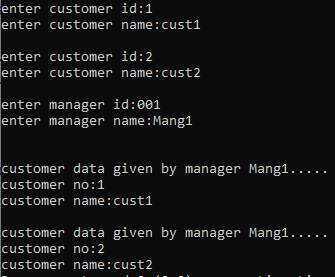 enter customer id:1
enter customer name:cust1
enter customer id:2
enter customer name:cust2
enter manager id:001
enter manager name:Mang1
customer data given by manager Mang1.....
customer no:1
customer name:cust1
customer data given by manager Mang1.....
customer no:2
customer name:cust2